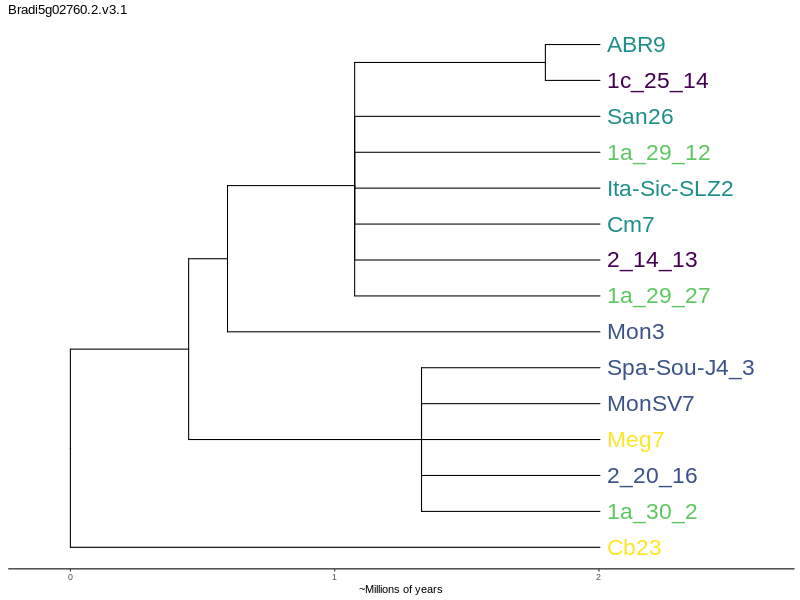 Bradi5g02760.2.v3.1
ABR9
1c_25_14
San26
1a_29_12
Ita-Sic-SLZ2
Cm7
2_14_13
1a_29_27
Mon3
Spa-Sou-J4_3
MonSV7
Meg7
2_20_16
1a_30_2
Cb23
0 1 2
~Millions of years